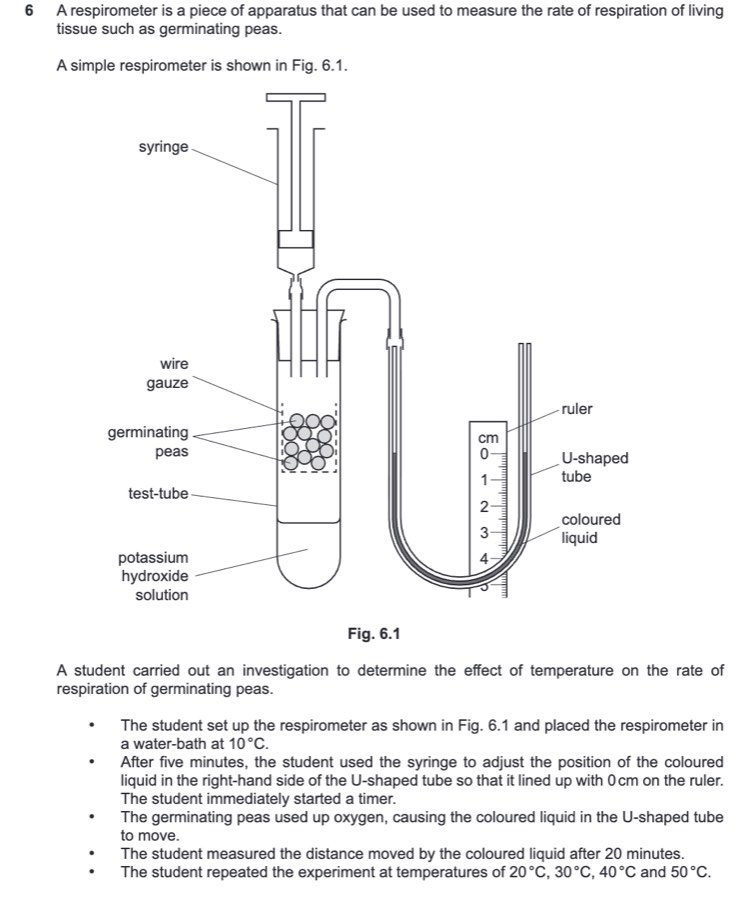 6 A respirometer is a piece of apparatus that can be used to measure the rate of respiration of living
tissue such as germinating peas.
A simple respirometer is shown in Fig. 6.1.
syringe
wire
gauze
germinating
peas
test-tube
potassium
hydroxide
solution
cm
0
1
2
3
4
5
ruler
U-shaped
tube
coloured
liquid
Fig. 6.1
A student carried out an investigation to determine the effect of temperature on the rate of
respiration of germinating peas.
• The student set up the respirometer as shown in Fig. 6.1 and placed the respirometer in
a water-bath at 10 °C.
• After five minutes, the student used the syringe to adjust the position of the coloured
liquid in the right-hand side of the U-shaped tube so that it lined up with 0 cm on the ruler.
The student immediately started a timer.
• The germinating peas used up oxygen, causing the coloured liquid in the U-shaped tube
to move.
• The student measured the distance moved by the coloured liquid after 20 minutes.
• The student repeated the experiment at temperatures of 20 °C, 30 °C, 40 °C and 50 °C.